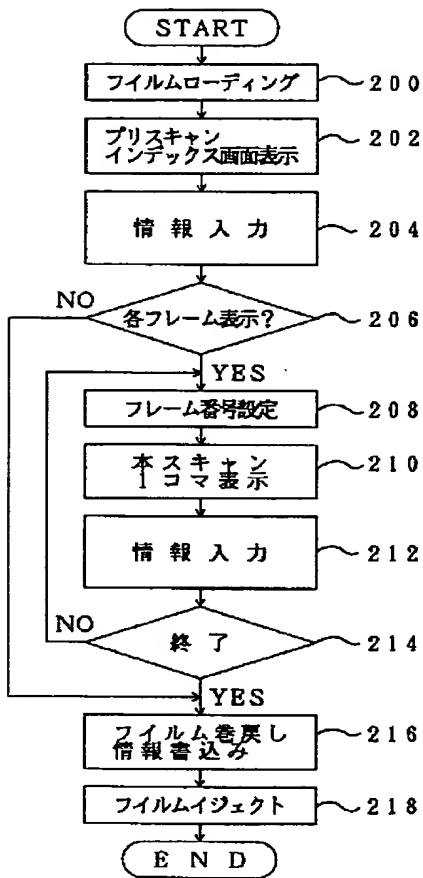 START
フイルムローディング 200
プリスキャン
インデックス画面表示 202
情報入力 204
NO
各フレーム表示? 206
YES
フレーム番号設定 208
本スキャン
1コマ表示 210
情報入力 212
NO
終了 214
YES
フイルム巻戻し
情報書込み 216
フイルムイジェクト 218
END